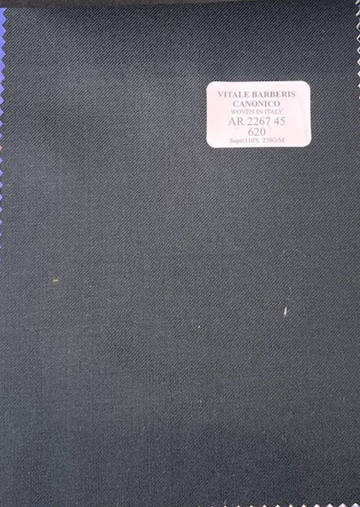 VITALE BARBERIS
CANONICO
WOVEN IN ITALY
AR 2267 45
620
Super110'S 270G/M